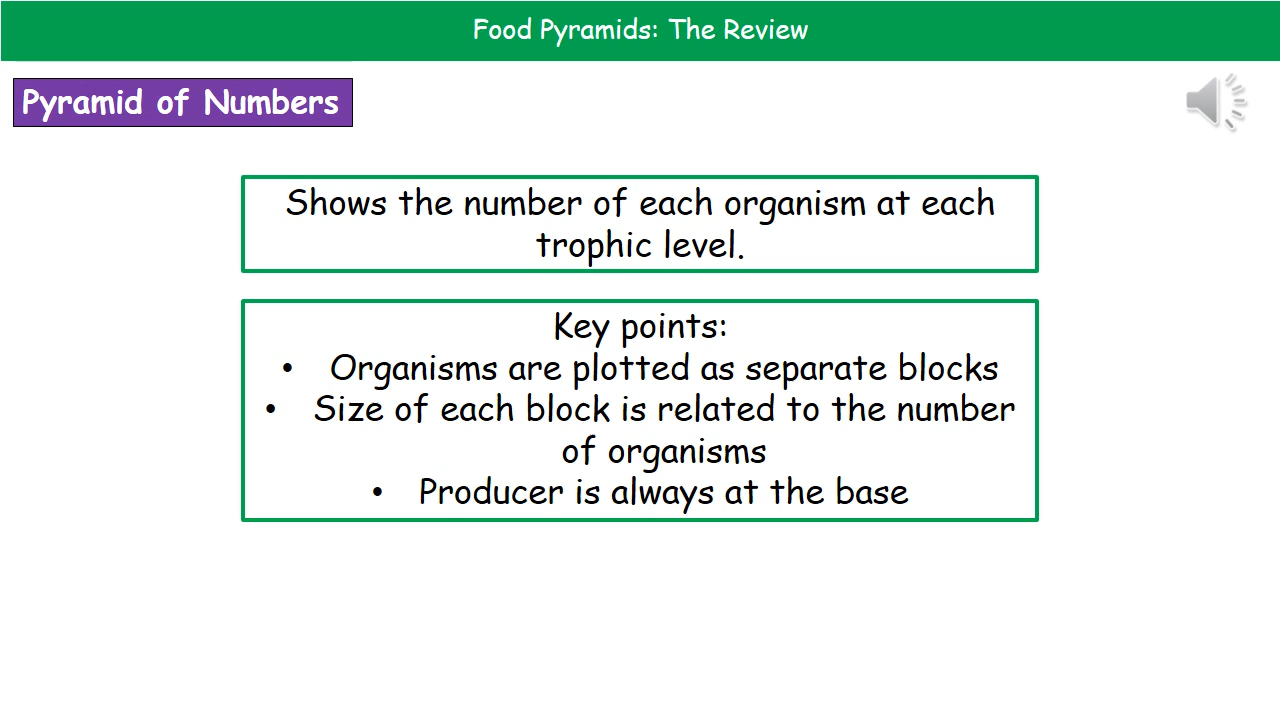 Food Pyramids: The Review
Pyramid of Numbers
Shows the number of each organism at each
trophic level.
Key points:
• Organisms are plotted as separate blocks
• Size of each block is related to the number
of organisms
• Producer is always at the base